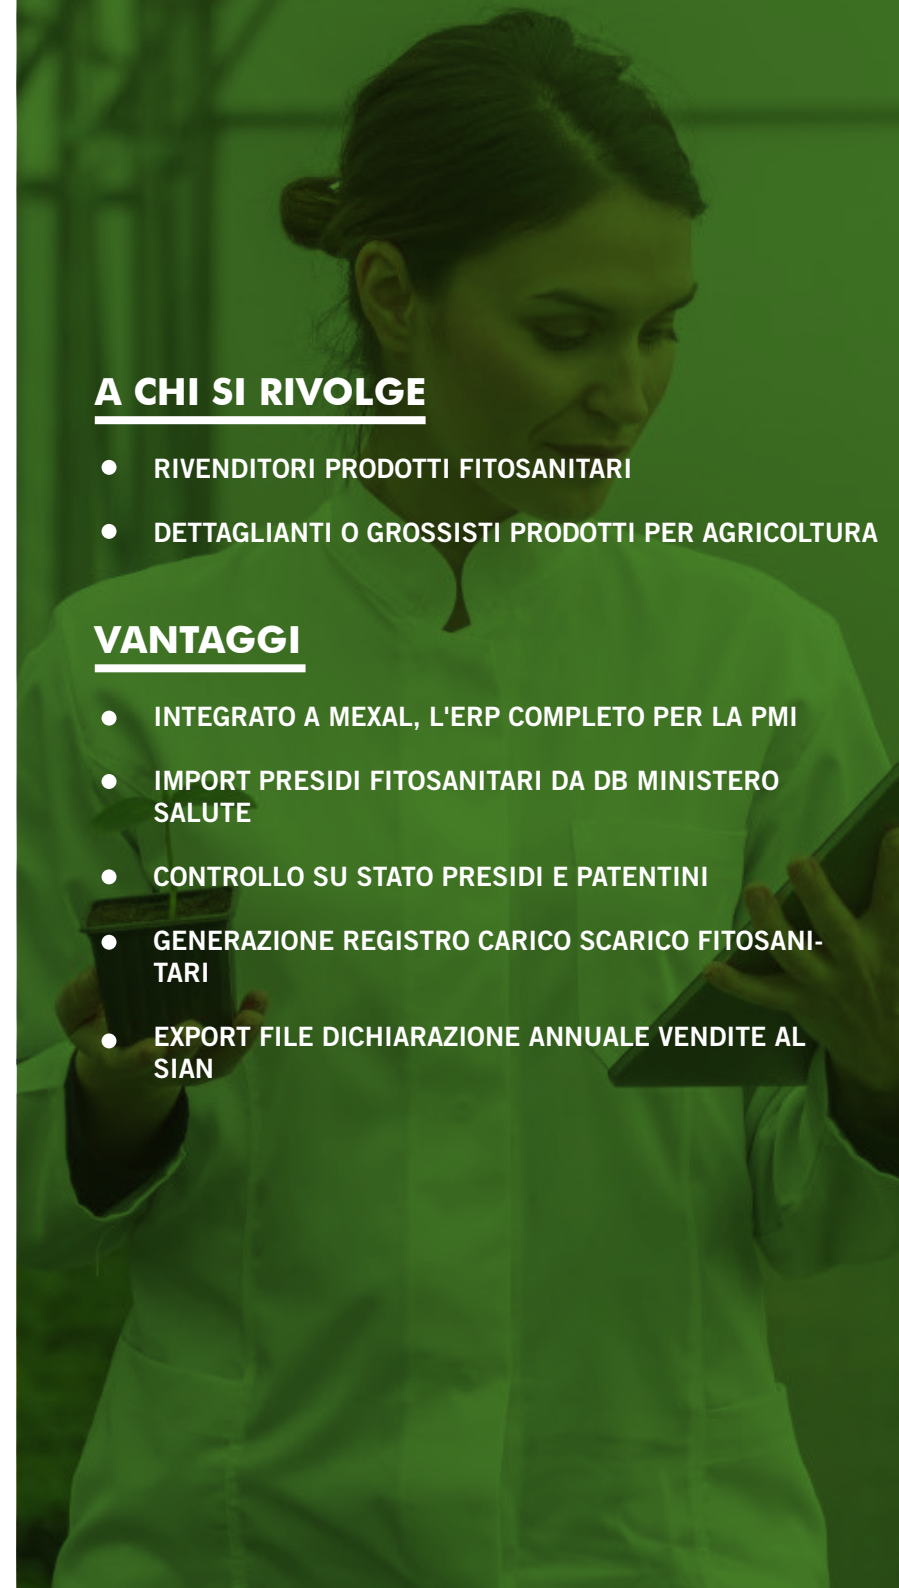 A CHI SI RIVOLGE
• RIVENDITORI PRODOTTI FITOSANITARI
• DETTAGLIANTI O GROSSISTI PRODOTTI PER AGRICOLTURA
VANTAGGI
• INTEGRATO A MEXAL, L'ERP COMPLETO PER LA PMI
• IMPORT PRESIDI FITOSANITARI DA DB MINISTERO
SALUTE
• CONTROLLO SU STATO PRESIDI E PATENTINI
• GENERAZIONE REGISTRO CARICO SCARICO FITOSANI-
TARI
• EXPORT FILE DICHIARAZIONE ANNUALE VENDITE AL
SIAN